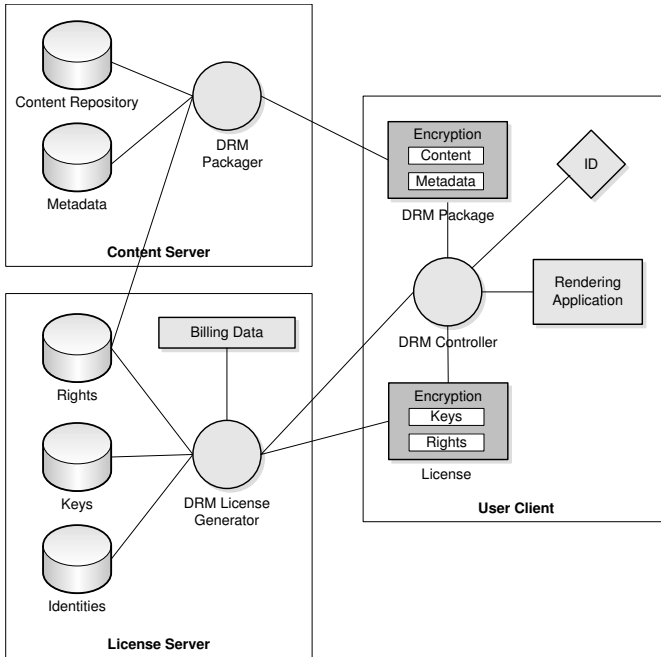 Content Repository
DRM
Packager
Metadata
Content Server
Encryption
Content
Metadata
DRM Package
ID
DRM Controller
Rendering
Application
Encryption
Keys
Rights
License
User Client
Billing Data
Rights
Keys
DRM License
Generator
Identities
License Server